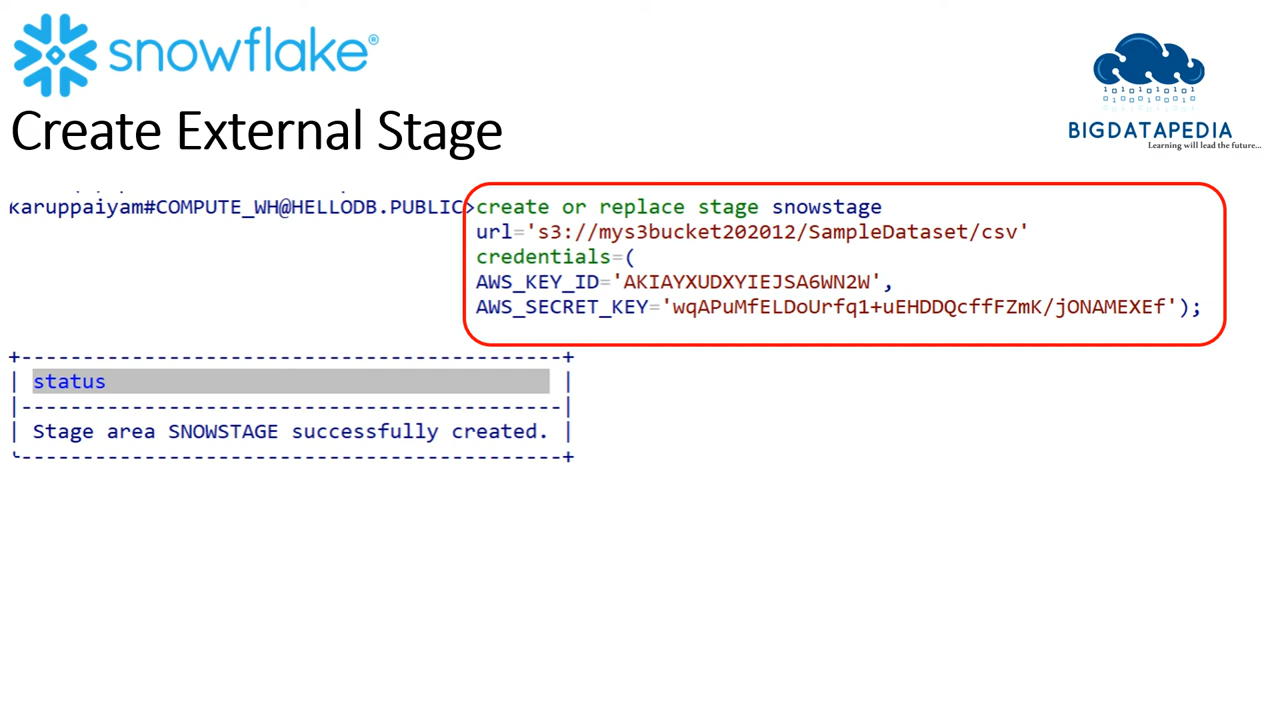 snowflake®
Create External Stage
BIGDATAPEDIA
Learning will lead the future...
karuppaiyam#COMPUTE_WH@HELLODB.PUBLIC>create or replace stage snowstage
url='s3://mys3bucket202012/SampleDataset/csv'
credentials=(
AWS_KEY_ID='AKIAYXUDXYIEJSA6WN2W',
AWS_SECRET_KEY='wqAPuMfELDoUrfq1+uEHDDQcffFZmK/jONAMEXEf');
+--------------------------------------------+
| status |
|--------------------------------------------|
| Stage area SNOWSTAGE successfully created. |
+--------------------------------------------+